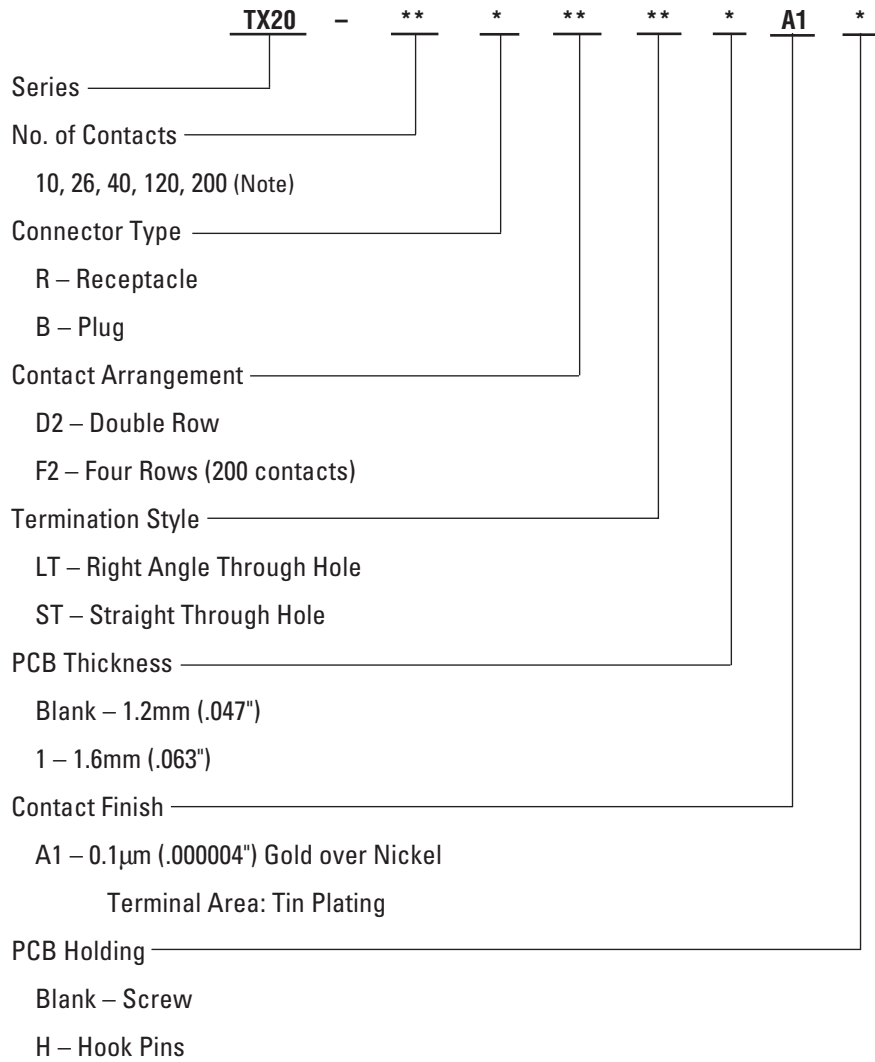 TX20 – ** * ** ** * A1 *
Series
No. of Contacts
10, 26, 40, 120, 200 (Note)
Connector Type
R – Receptacle
B – Plug
Contact Arrangement
D2 – Double Row
F2 – Four Rows (200 contacts)
Termination Style
LT – Right Angle Through Hole
ST – Straight Through Hole
PCB Thickness
Blank – 1.2mm (.047")
1 – 1.6mm (.063")
Contact Finish
A1 – 0.1μm (.000004") Gold over Nickel
Terminal Area: Tin Plating
PCB Holding
Blank – Screw
H – Hook Pins